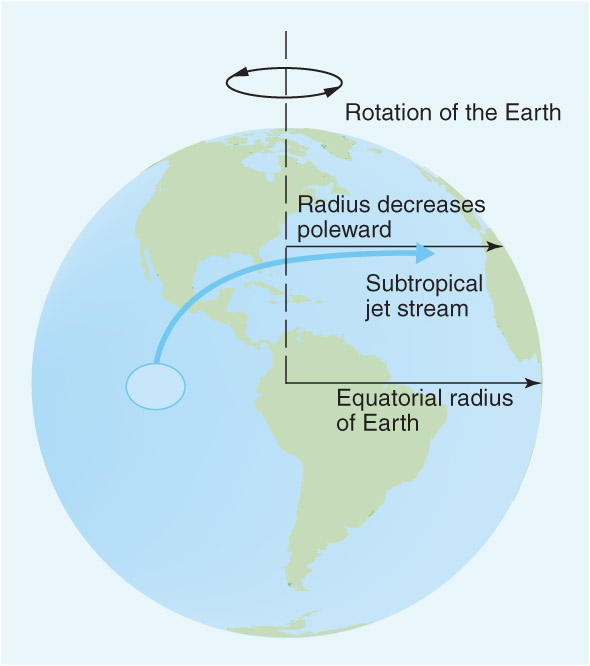 Rotation of the Earth
Radius decreases
poleward
Subtropical
jet stream
Equatorial radius
of Earth